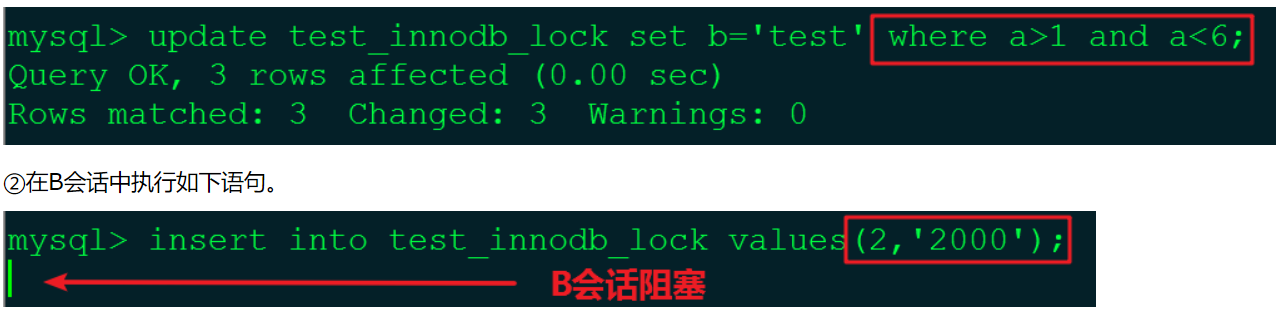 mysql> update test_innodb_lock set b='test' where a>1 and a<6;
Query OK, 3 rows affected (0.00 sec)
Rows matched: 3  Changed: 3  Warnings: 0
②在B会话中执行如下语句。
mysql> insert into test_innodb_lock values(2,'2000');
B会话阻塞